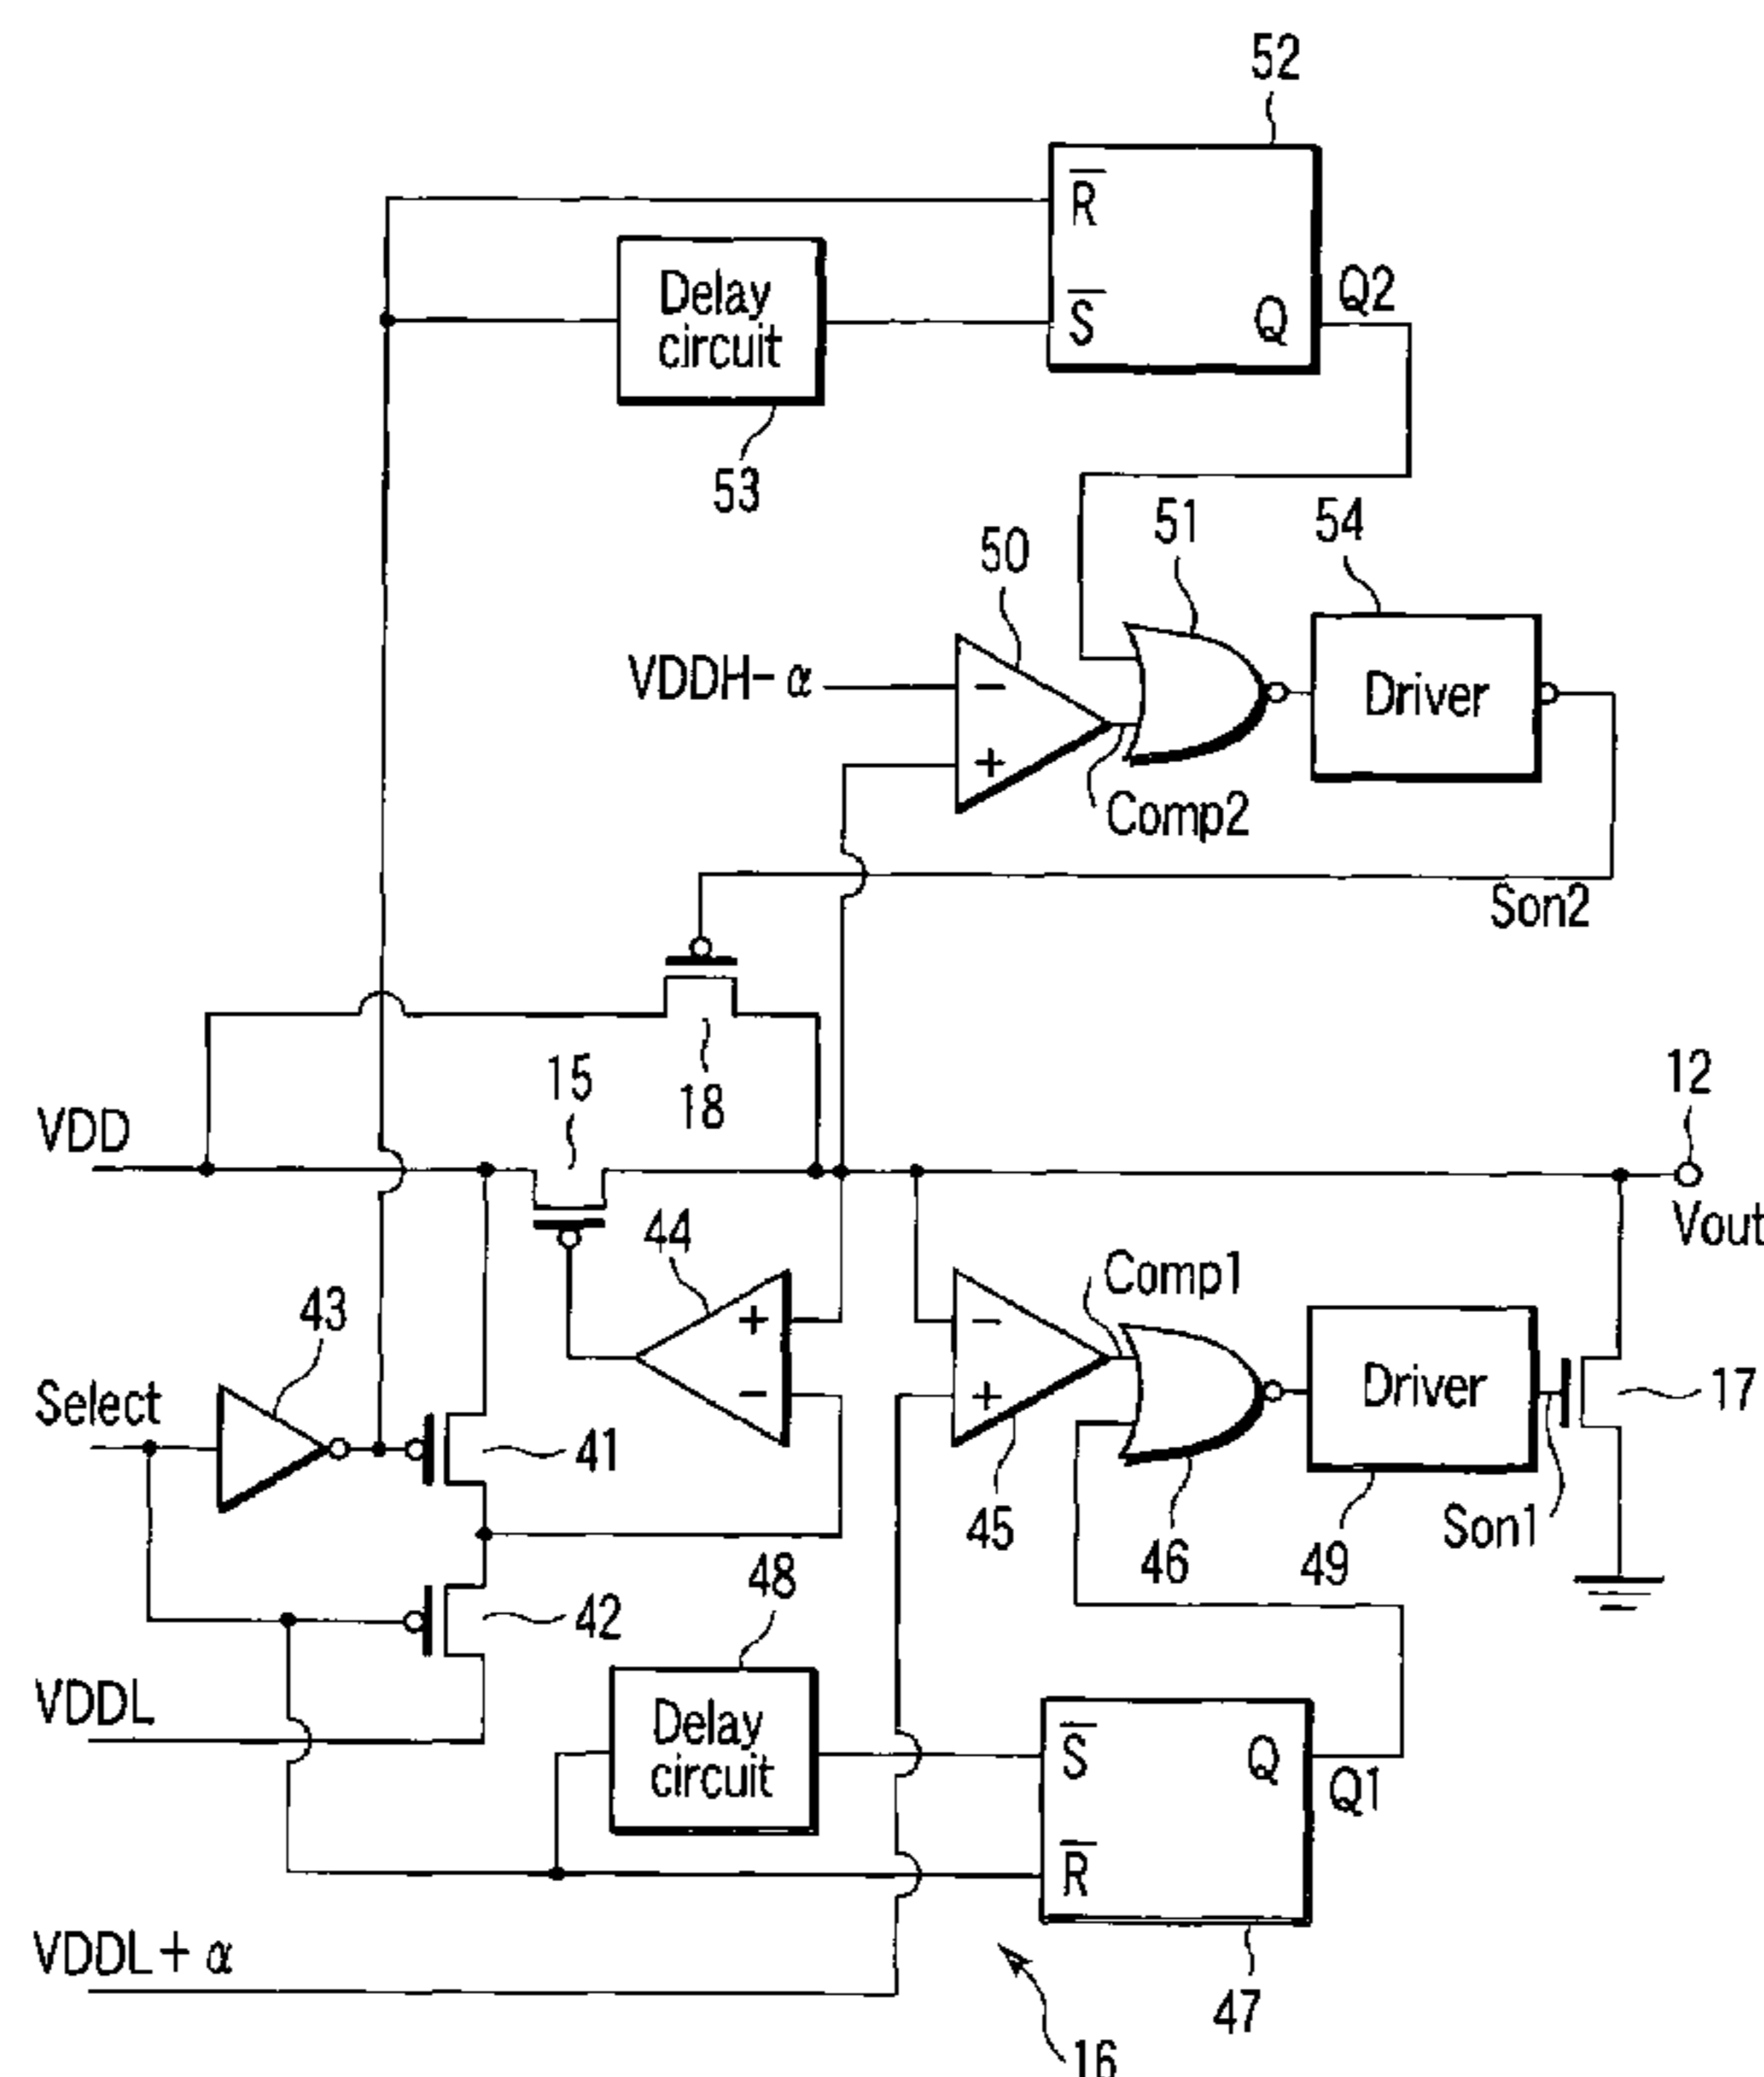 52
R
Delay
circuit
S
Q
Q2
53
50
51
54
VDDH- α
-
+
Driver
Comp2
Son2
18
15
12
VDD
Vout
44
+
-
Comp1
-
+
Driver
17
43
Select
41
45
46
49
Son1
42
48
VDDL
Delay
circuit
S
Q
Q1
R
VDDL+ α
47
16